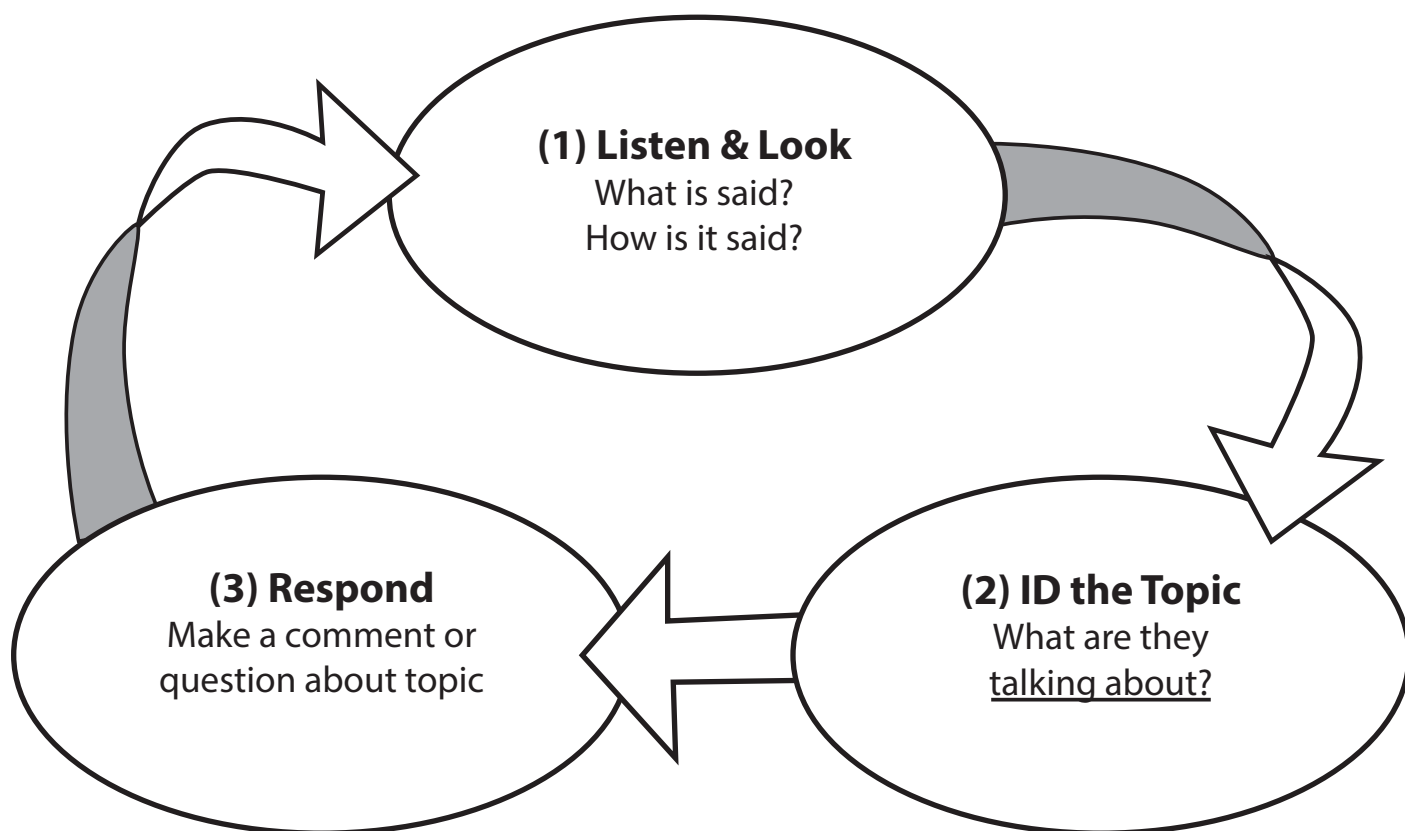 (1) Listen & Look
What is said?
How is it said?
(2) ID the Topic
What are they
talking about?
(3) Respond
Make a comment or
question about topic